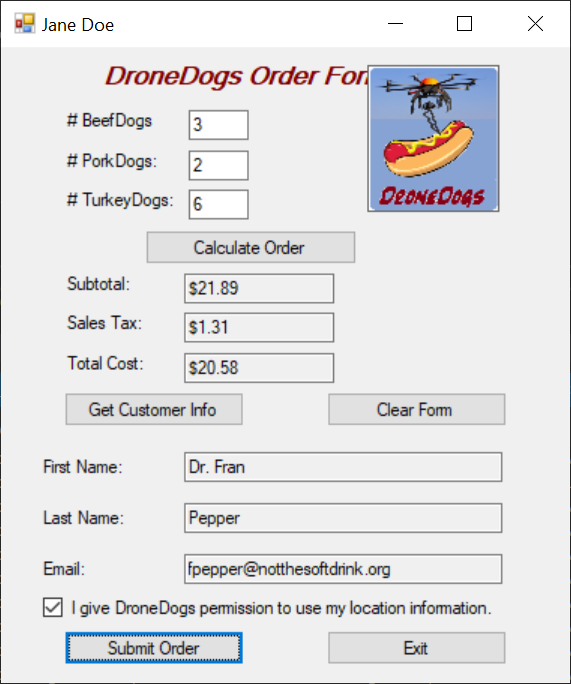 Jane Doe
DroneDogs Order For
# BeefDogs 3
# PorkDogs: 2
# TurkeyDogs: 6
DRONEDOGS
Calculate Order
Subtotal: $21.89
Sales Tax: $1.31
Total Cost: $20.58
Get Customer Info Clear Form
First Name: Dr. Fran
Last Name: Pepper
Email: fpepper@notthesoftdrink.org
I give DroneDogs permission to use my location information.
Submit Order Exit